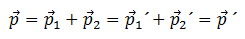 p⃗ = p⃗₁ + p⃗₂ = p⃗₁´ + p⃗₂´ = p⃗ ´